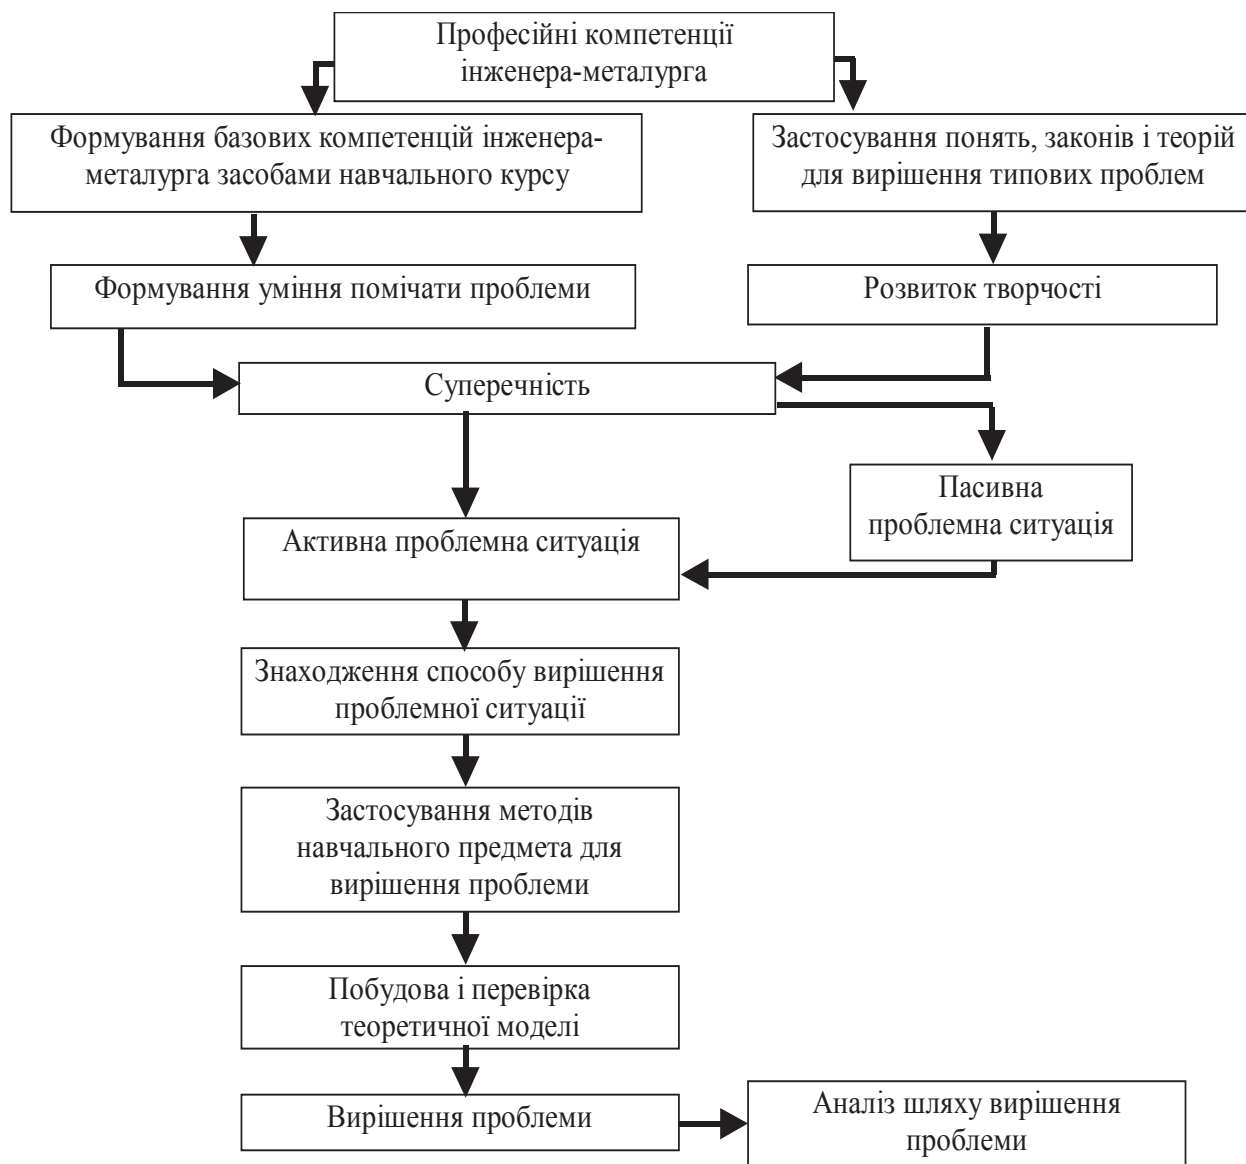 Професійні компетенції
інженера-металурга
Формування базових компетенцій інженера-
металурга засобами навчального курсу
Застосування понять, законів і теорій
для вирішення типових проблем
Формування уміння помічати проблеми
Розвиток творчості
Суперечність
Пасивна
проблемна ситуація
Активна проблемна ситуація
Знаходження способу вирішення
проблемної ситуації
Застосування методів
навчального предмета для
вирішення проблеми
Побудова і перевірка
теоретичної моделі
Вирішення проблеми
Аналіз шляху вирішення
проблеми